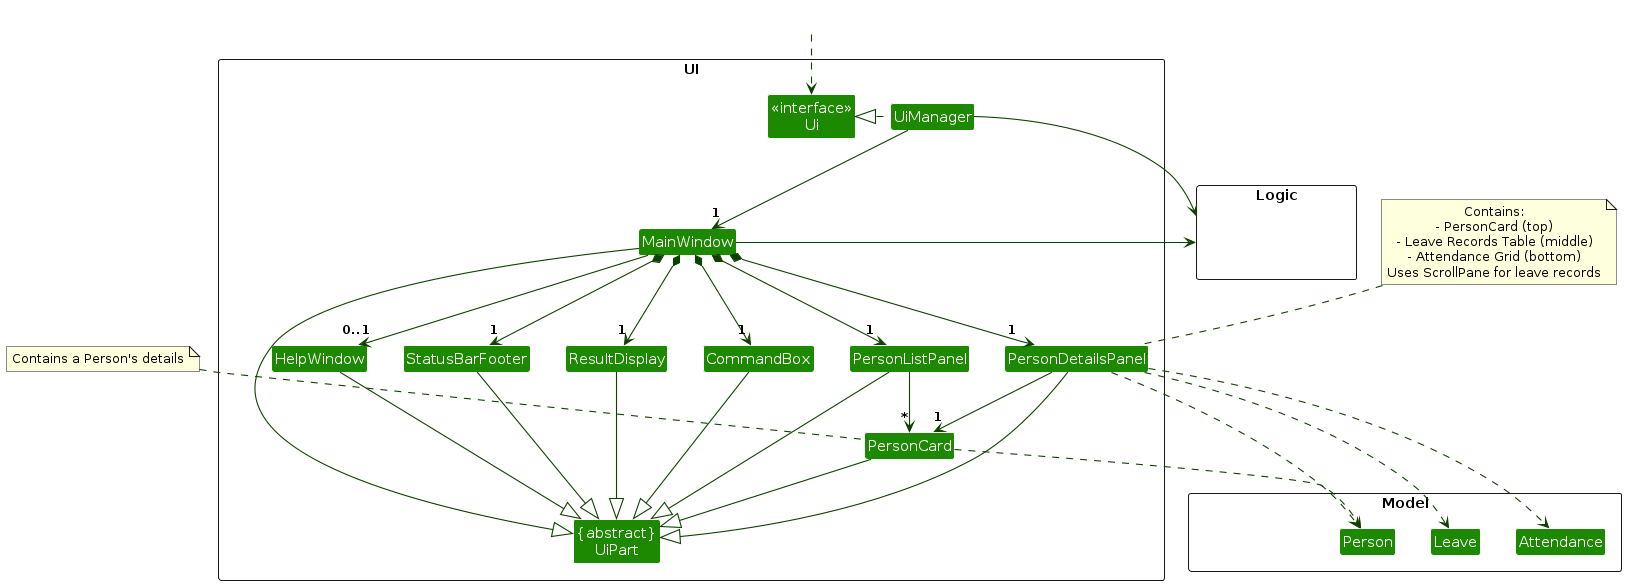 UI
«interface»
Ui
UiManager
Logic
Contains:
- PersonCard (top)
- Leave Records Table (middle)
- Attendance Grid (bottom)
Uses ScrollPane for leave records
1
MainWindow
0..1
1
1
1
1
1
Contains a Person's details
HelpWindow
StatusBarFooter
ResultDisplay
CommandBox
PersonListPanel
PersonDetailsPanel
*
1
PersonCard
Model
{abstract}
UiPart
Person
Leave
Attendance